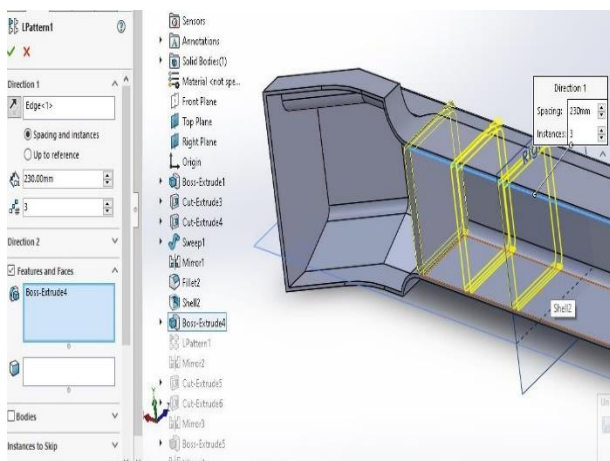 LPattern1
Direction 1
Edge<1>
Spacing and instances
Up to reference
230.00mm
3
Direction 2
Features and Faces
Boss-Extrude4
Bodies
Instances to Skip
Sensors
Annotations
Solid Bodies(1)
Material <not spe...
Front Plane
Top Plane
Right Plane
Origin
Boss-Extrude1
Cut-Extrude3
Cut-Extrude4
Sweep1
Mirror1
Fillet2
Shell2
Boss-Extrude4
LPattern1
Mirror2
Cut-Extrude5
Cut-Extrude6
Mirror3
Boss-Extrude5
Direction 1
Spacing: 230mm
Instances: 3
Shell2